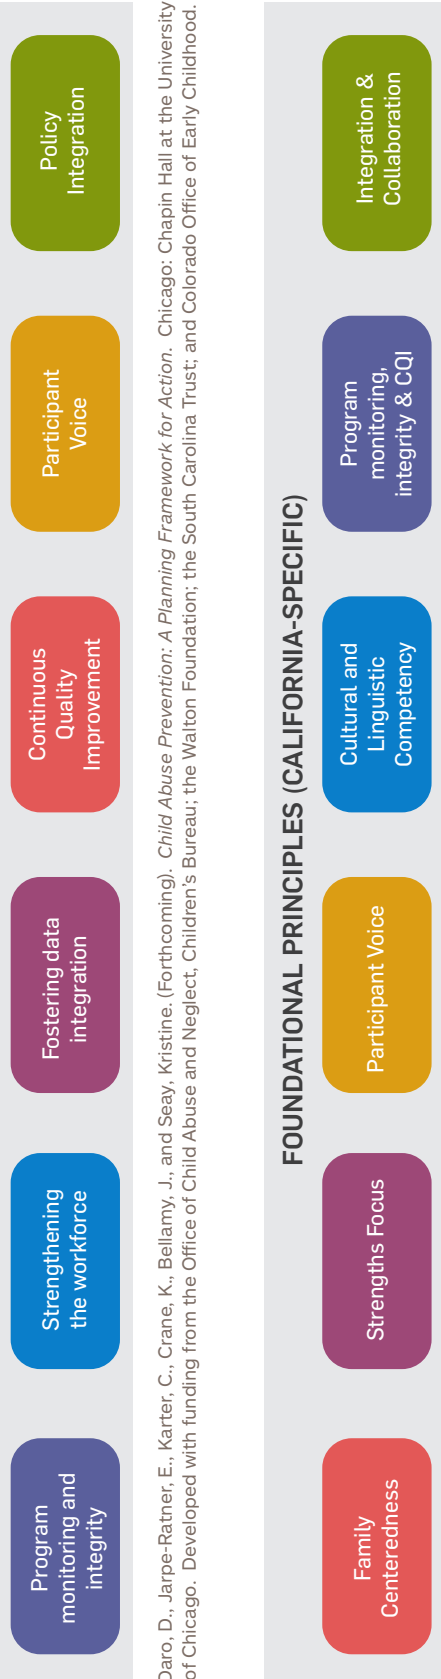 Program
monitoring and
integrity
Strengthening
the workforce
Fostering data
integration
Continuous
Quality
Improvement
Participant
Voice
Policy
Integration
Daro, D., Jarpe-Ratner, E., Karter, C., Crane, K., Bellamy, J., and Seay, Kristine. (Forthcoming). Child Abuse Prevention: A Planning Framework for Action. Chicago: Chapin Hall at the University
of Chicago. Developed with funding from the Office of Child Abuse and Neglect, Children's Bureau; the Walton Foundation; the South Carolina Trust; and Colorado Office of Early Childhood.
FOUNDATIONAL PRINCIPLES (CALIFORNIA-SPECIFIC)
Family
Centeredness
Strengths Focus
Participant Voice
Cultural and
Linguistic
Competency
Program
monitoring,
integrity & CQI
Integration &
Collaboration